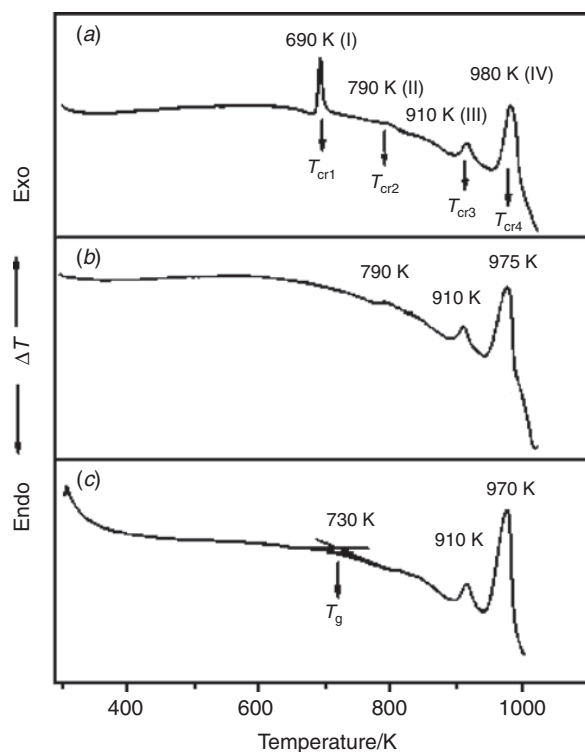 (a)
690 K (I)
790 K (II)
910 K (III)
980 K (IV)
Tcr1
Tcr2
Tcr3
Tcr4
Exo
(b)
790 K
910 K
975 K
ΔT
(c)
730 K
910 K
970 K
Tg
Endo
400 600 800 1000
Temperature/K